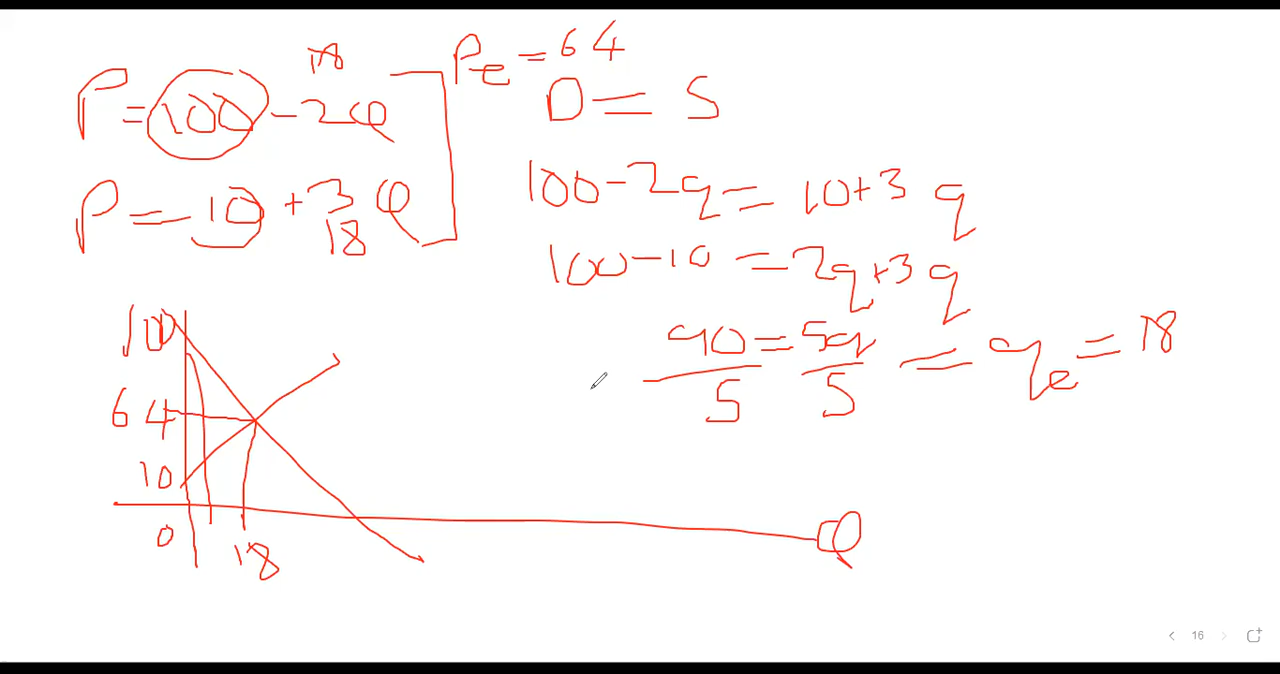 P = 100 - 2Q
18
P = 10 + 3Q
18
Pe = 64
D = S
100 - 2q = 10 + 3q
100 - 10 = 2q + 3q
90/5 = 5q/5 = qe = 18
100
64
10
0
18
Q
16